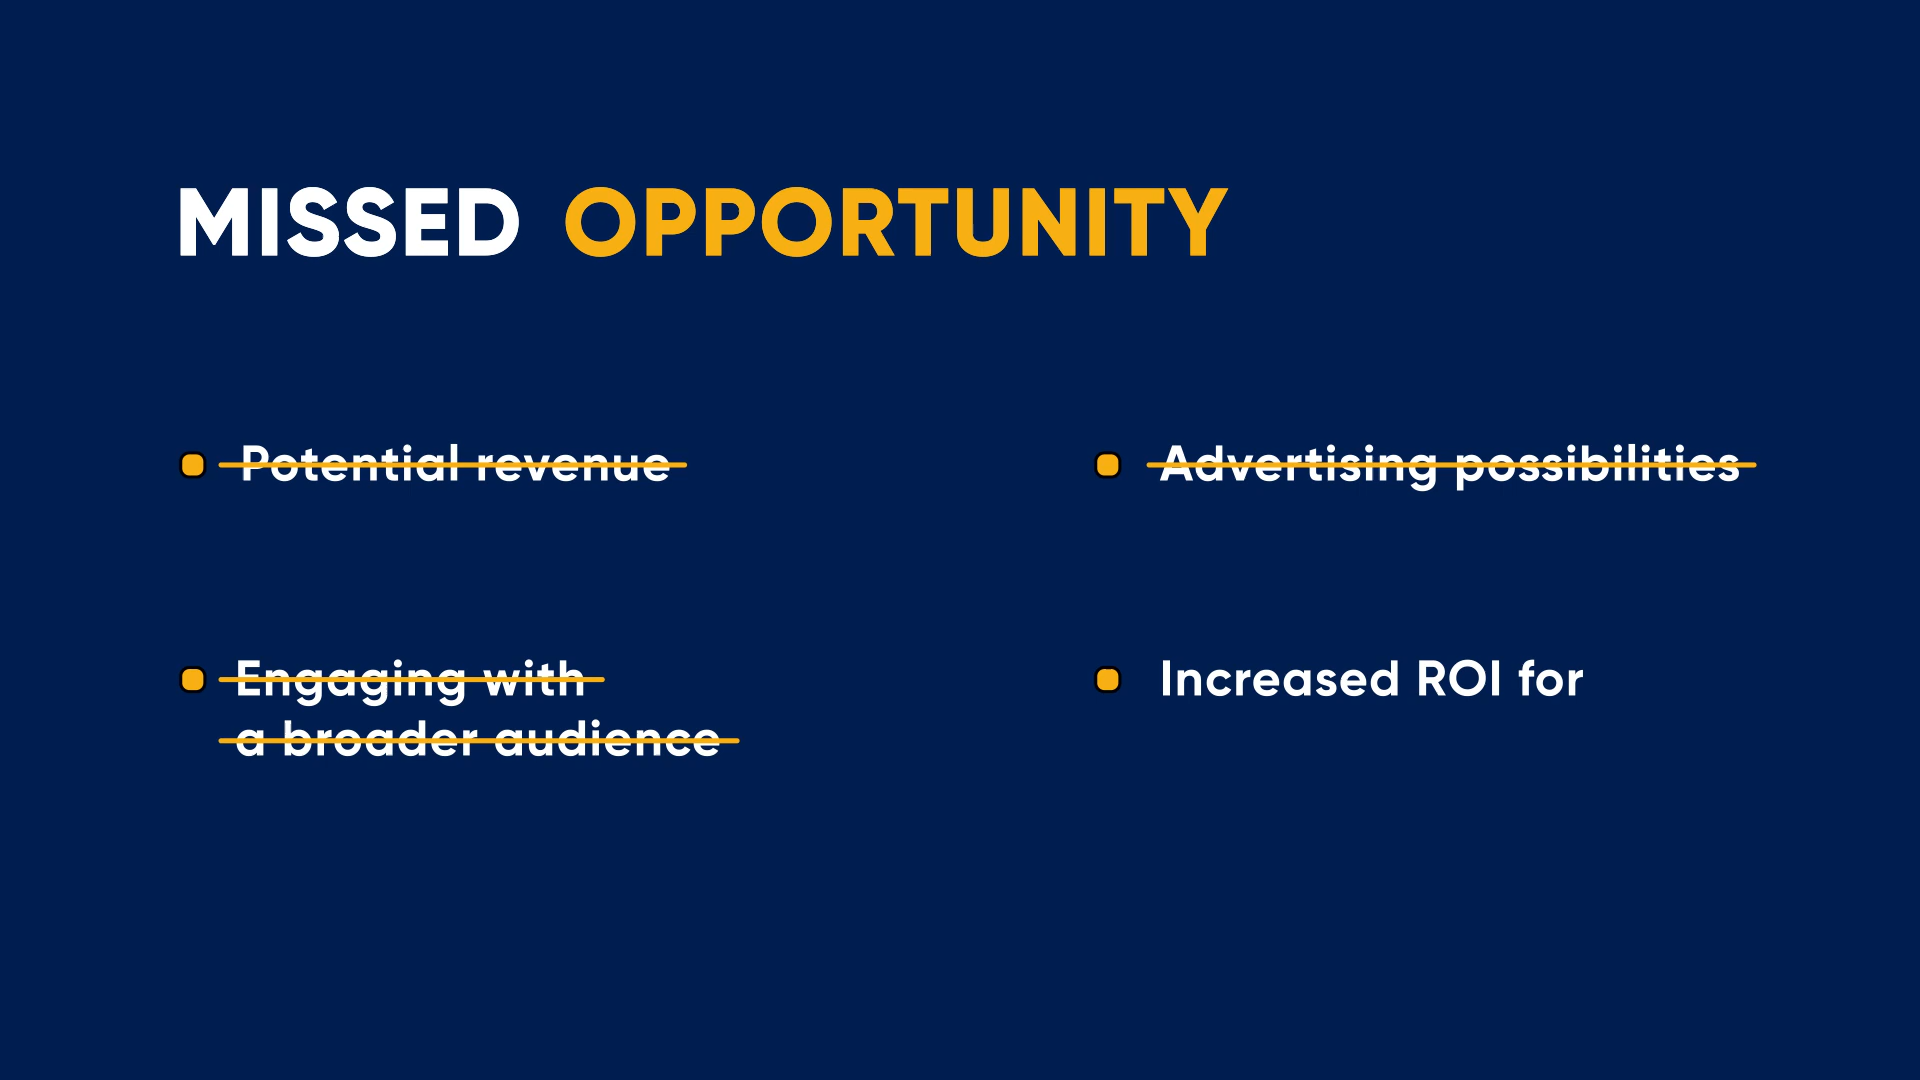 MISSED OPPORTUNITY
Potential revenue
Advertising possibilities
Engaging with
a broader audience
Increased ROI for